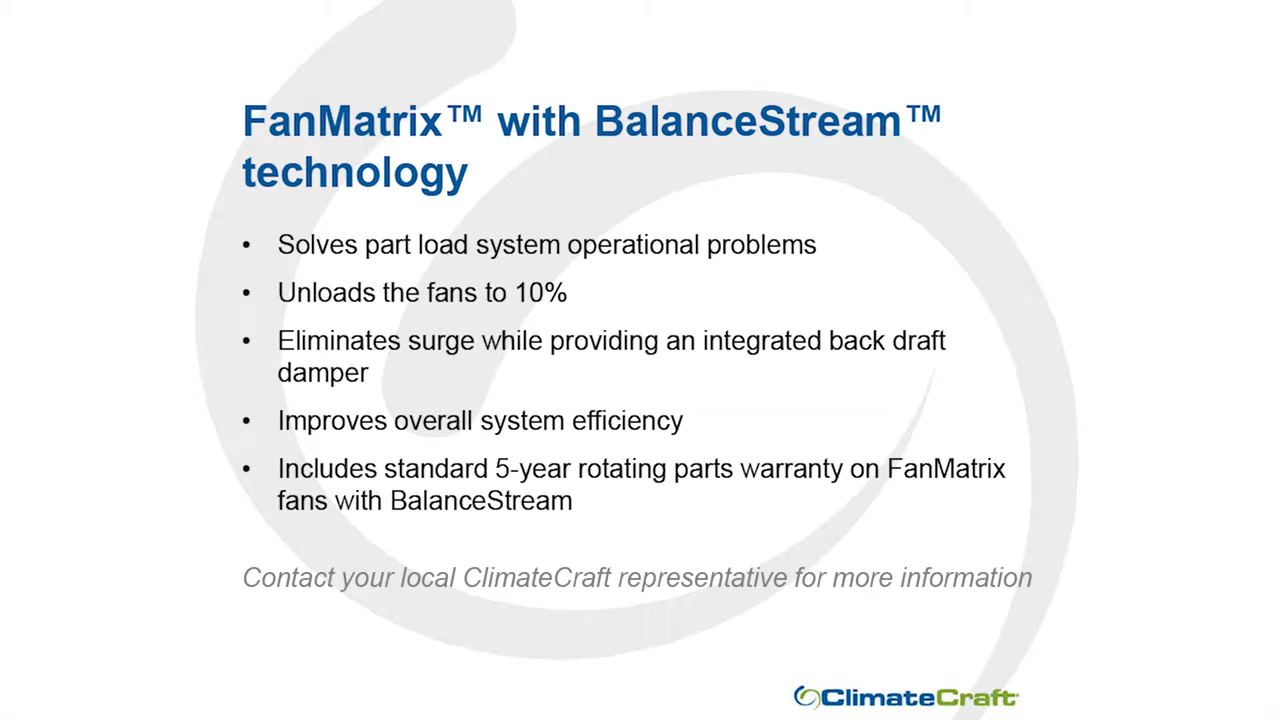 FanMatrix™ with BalanceStream™
technology
• Solves part load system operational problems
• Unloads the fans to 10%
• Eliminates surge while providing an integrated back draft
damper
• Improves overall system efficiency
• Includes standard 5-year rotating parts warranty on FanMatrix
fans with BalanceStream
Contact your local ClimateCraft representative for more information
ClimateCraft